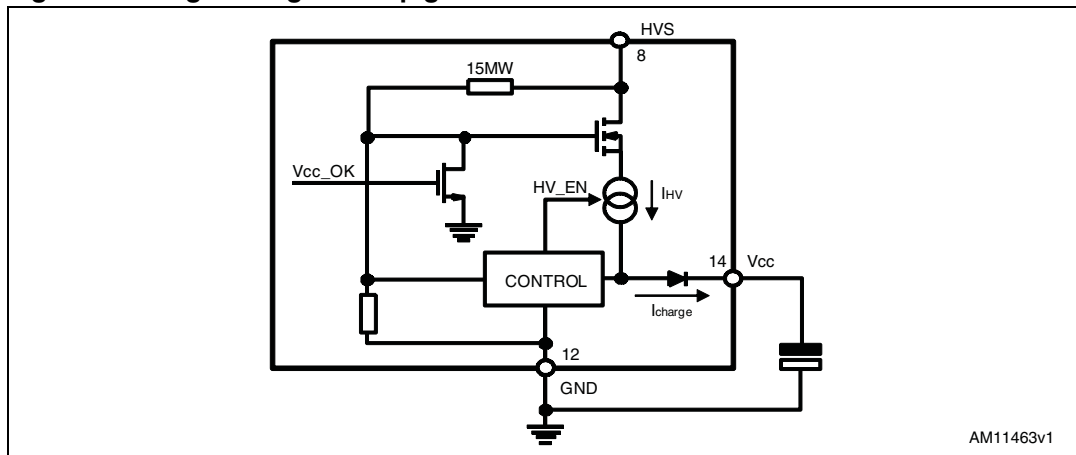 HVS
8
15MW
Vcc_OK
HV_EN
IHV
14
Vcc
CONTROL
Icharge
12
GND
AM11463v1